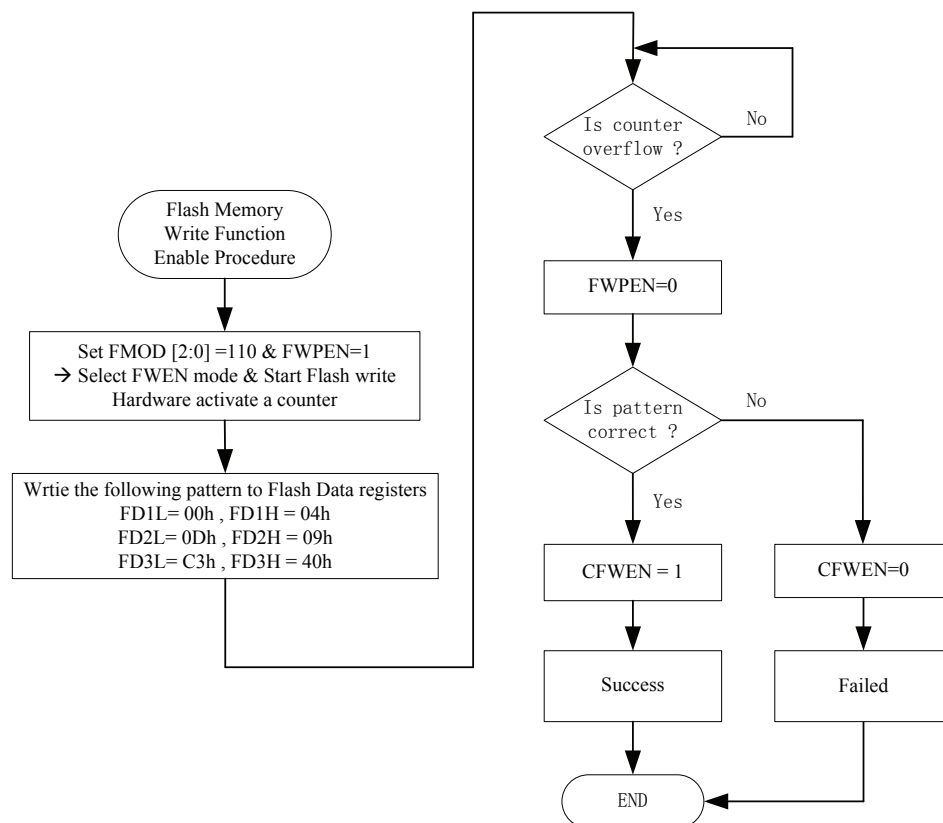 Flash Memory
Write Function
Enable Procedure
Set FMOD [2:0] =110 & FWPEN=1
→ Select FWEN mode & Start Flash write
Hardware activate a counter
Wrtie the following pattern to Flash Data registers
FD1L= 00h , FD1H = 04h
FD2L= 0Dh , FD2H = 09h
FD3L= C3h , FD3H = 40h
Is counter
overflow ?
No
Yes
FWPEN=0
Is pattern
correct ?
No
Yes
CFWEN = 1
CFWEN=0
Success
Failed
END